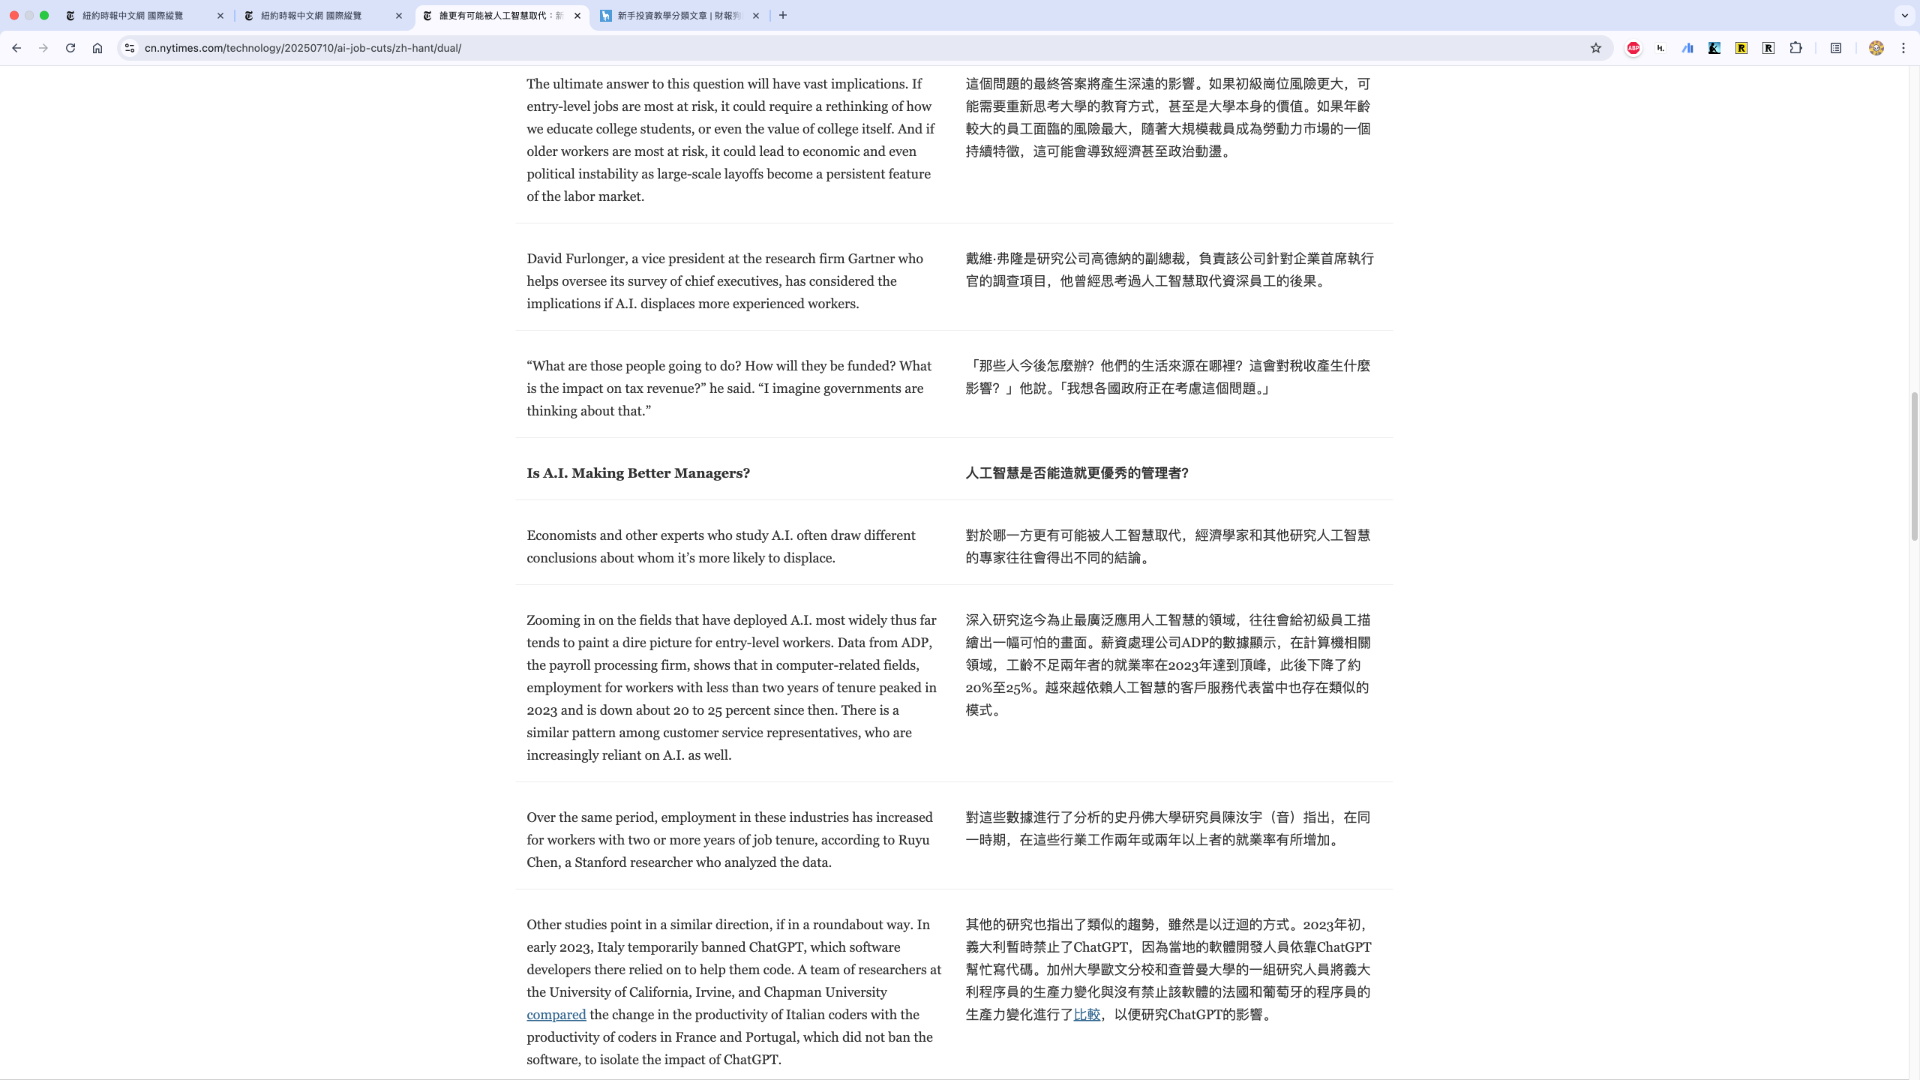 紐約時報中文網 國際縱覽
紐約時報中文網 國際縱覽
誰更有可能被人工智慧取代：新
新手投資教學分類文章 | 財報狗
cn.nytimes.com/technology/20250710/ai-job-cuts/zh-hant/dual/
The ultimate answer to this question will have vast implications. If
entry-level jobs are most at risk, it could require a rethinking of how
we educate college students, or even the value of college itself. And if
older workers are most at risk, it could lead to economic and even
political instability as large-scale layoffs become a persistent feature
of the labor market.
這個問題的最終答案將產生深遠的影響。如果初級崗位風險更大，可
能需要重新思考大學的教育方式，甚至是大學本身的價值。如果年齡
較大的員工面臨的風險最大，隨著大規模裁員成為勞動力市場的一個
持續特徵，這可能會導致經濟甚至政治動盪。
David Furlonger, a vice president at the research firm Gartner who
helps oversee its survey of chief executives, has considered the
implications if A.I. displaces more experienced workers.
戴維·弗隆是研究公司高德納的副總裁，負責該公司針對企業首席執行
官的調查項目，他曾經思考過人工智慧取代資深員工的後果。
“What are those people going to do? How will they be funded? What
is the impact on tax revenue?” he said. “I imagine governments are
thinking about that.”
「那些人今後怎麼辦？他們的生活來源在哪裡？這會對稅收產生什麼
影響？」他說。「我想各國政府正在考慮這個問題。」
Is A.I. Making Better Managers?
人工智慧是否能造就更優秀的管理者？
Economists and other experts who study A.I. often draw different
conclusions about whom it’s more likely to displace.
對於哪一方更有可能被人工智慧取代，經濟學家和其他研究人工智慧
的專家往往會得出不同的結論。
Zooming in on the fields that have deployed A.I. most widely thus far
tends to paint a dire picture for entry-level workers. Data from ADP,
the payroll processing firm, shows that in computer-related fields,
employment for workers with less than two years of tenure peaked in
2023 and is down about 20 to 25 percent since then. There is a
similar pattern among customer service representatives, who are
increasingly reliant on A.I. as well.
深入研究迄今為止最廣泛應用人工智慧的領域，往往會給初級員工描
繪出一幅可怕的畫面。薪資處理公司ADP的數據顯示，在計算機相關
領域，工齡不足兩年者的就業率在2023年達到頂峰，此後下降了約
20%至25%。越來越依賴人工智慧的客戶服務代表當中也存在類似的
模式。
Over the same period, employment in these industries has increased
for workers with two or more years of job tenure, according to Ruyu
Chen, a Stanford researcher who analyzed the data.
對這些數據進行了分析的史丹佛大學研究員陳汝宇（音）指出，在同
一時期，在這些行業工作兩年或兩年以上者的就業率有所增加。
Other studies point in a similar direction, if in a roundabout way. In
early 2023, Italy temporarily banned ChatGPT, which software
developers there relied on to help them code. A team of researchers at
the University of California, Irvine, and Chapman University
compared the change in the productivity of Italian coders with the
productivity of coders in France and Portugal, which did not ban the
software, to isolate the impact of ChatGPT.
其他的研究也指出了類似的趨勢，雖然是以迂迴的方式。2023年初，
義大利暫時禁止了ChatGPT，因為當地的軟體開發人員依靠ChatGPT
幫忙寫代碼。加州大學歐文分校和查普曼大學的一組研究人員將義大
利程序員的生產力變化與沒有禁止該軟體的法國和葡萄牙的程序員的
生產力變化進行了比較，以便研究ChatGPT的影響。